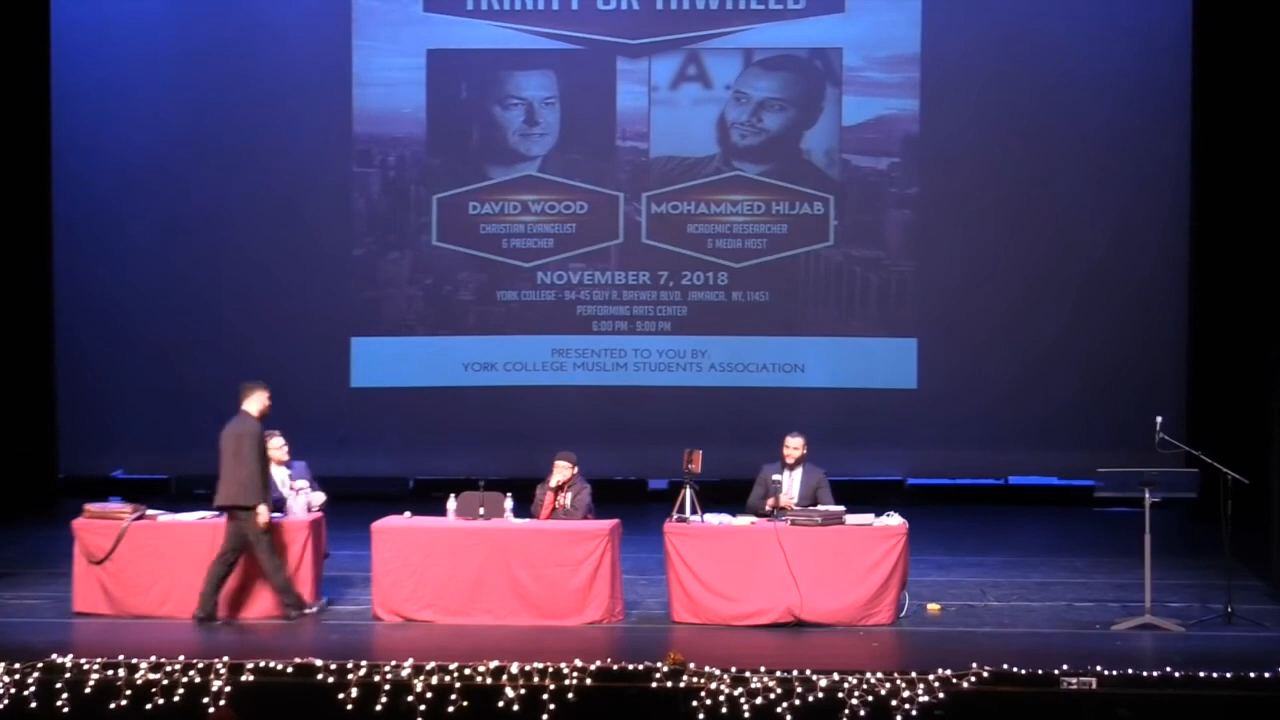 TRINITY OR TAWHEED
DAVID WOOD
CHRISTIAN EVANGELIST
& PREACHER
MOHAMMED HIJAB
ACADEMIC RESEARCHER
& MEDIA HOST
NOVEMBER 7, 2018
YORK COLLEGE - 94-45 GUY R. BREWER BLVD. JAMAICA, NY, 11451
PERFORMING ARTS CENTER
6:00 PM - 9:00 PM
PRESENTED TO YOU BY:
YORK COLLEGE MUSLIM STUDENTS ASSOCIATION